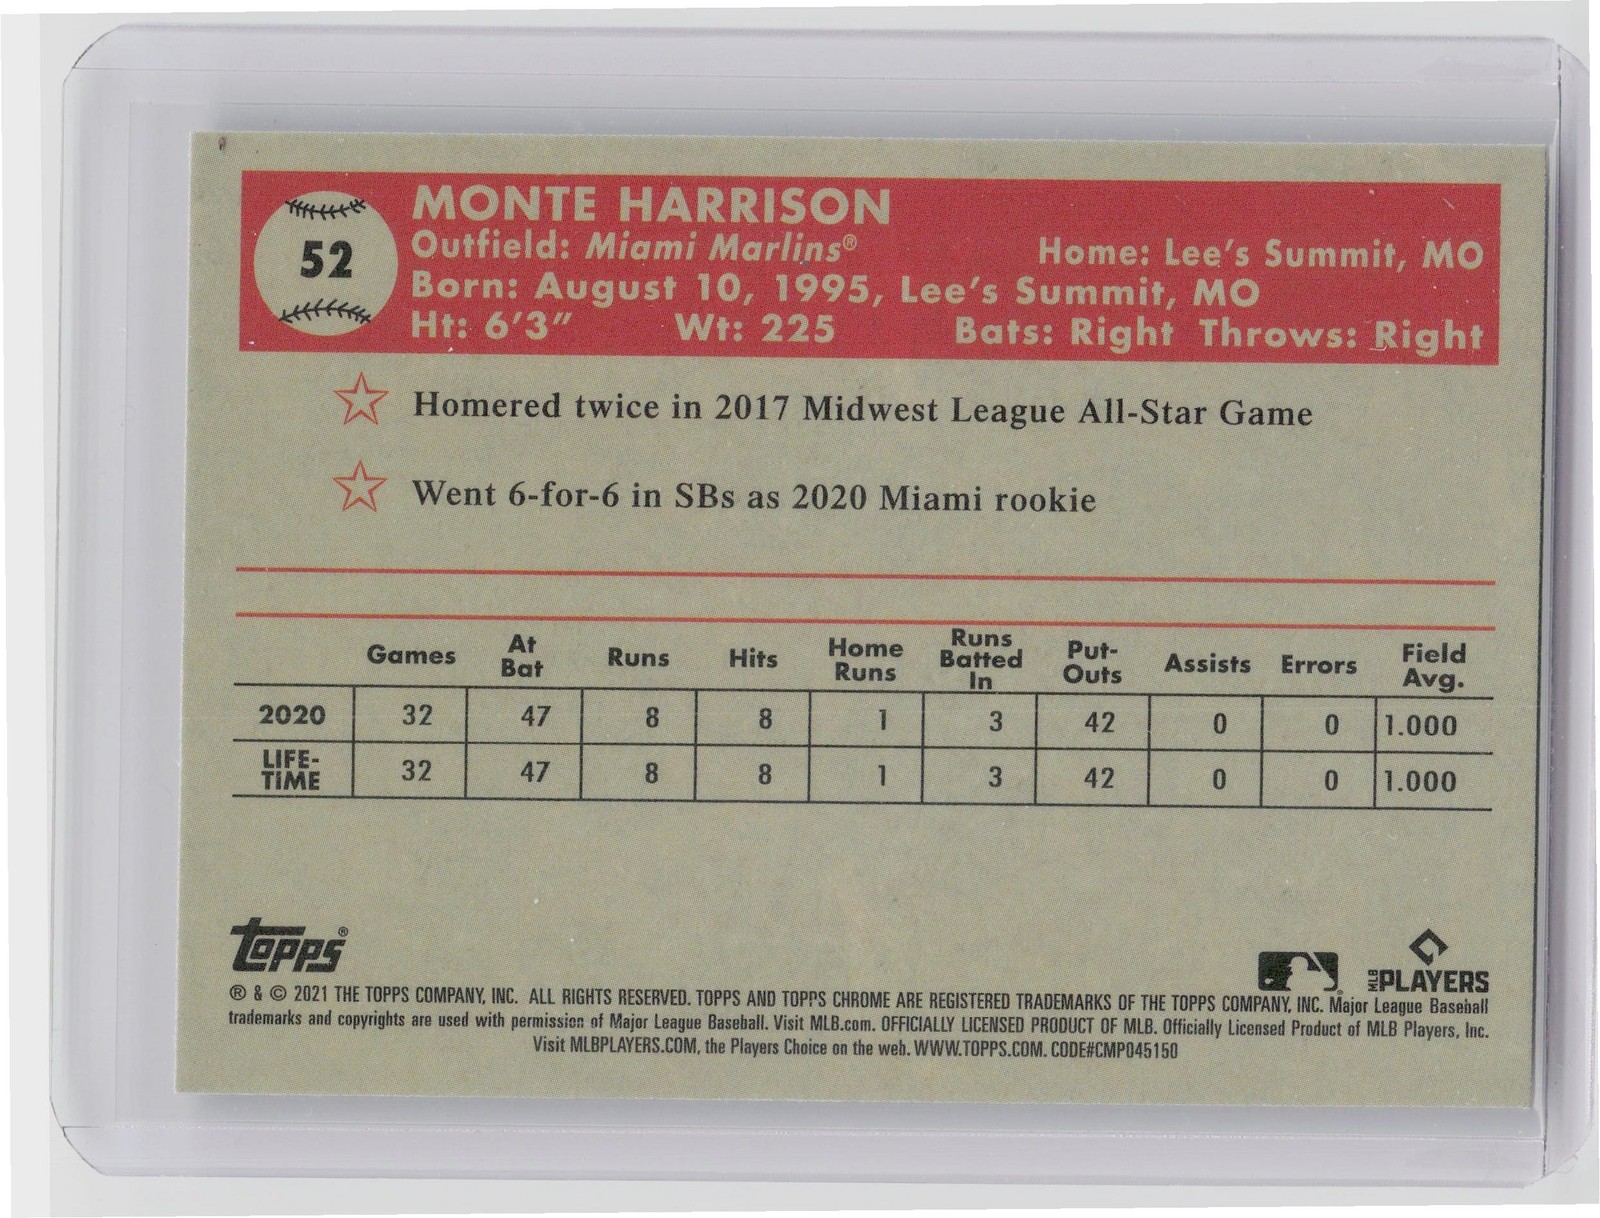 52
MONTE HARRISON
Outfield: Miami Marlins®
Home: Lee's Summit, MO
Born: August 10, 1995, Lee's Summit, MO
Ht: 6'3" Wt: 225 Bats: Right Throws: Right
☆ Homered twice in 2017 Midwest League All-Star Game
☆ Went 6-for-6 in SBs as 2020 Miami rookie
Games At Bat Runs Hits Home Runs Runs Batted In Put-Outs Assists Errors Field Avg.
2020 32 47 8 8 1 3 42 0 0 1.000
LIFE-TIME 32 47 8 8 1 3 42 0 0 1.000
topps®
MLB PLAYERS
® & © 2021 THE TOPPS COMPANY, INC. ALL RIGHTS RESERVED. TOPPS AND TOPPS CHROME ARE REGISTERED TRADEMARKS OF THE TOPPS COMPANY, INC. Major League Baseball
trademarks and copyrights are used with permission of Major League Baseball. Visit MLB.com. OFFICIALLY LICENSED PRODUCT OF MLB. Officially Licensed Product of MLB Players, Inc.
Visit MLBPLAYERS.COM, the Players Choice on the web. WWW.TOPPS.COM. CODE#CMP045150